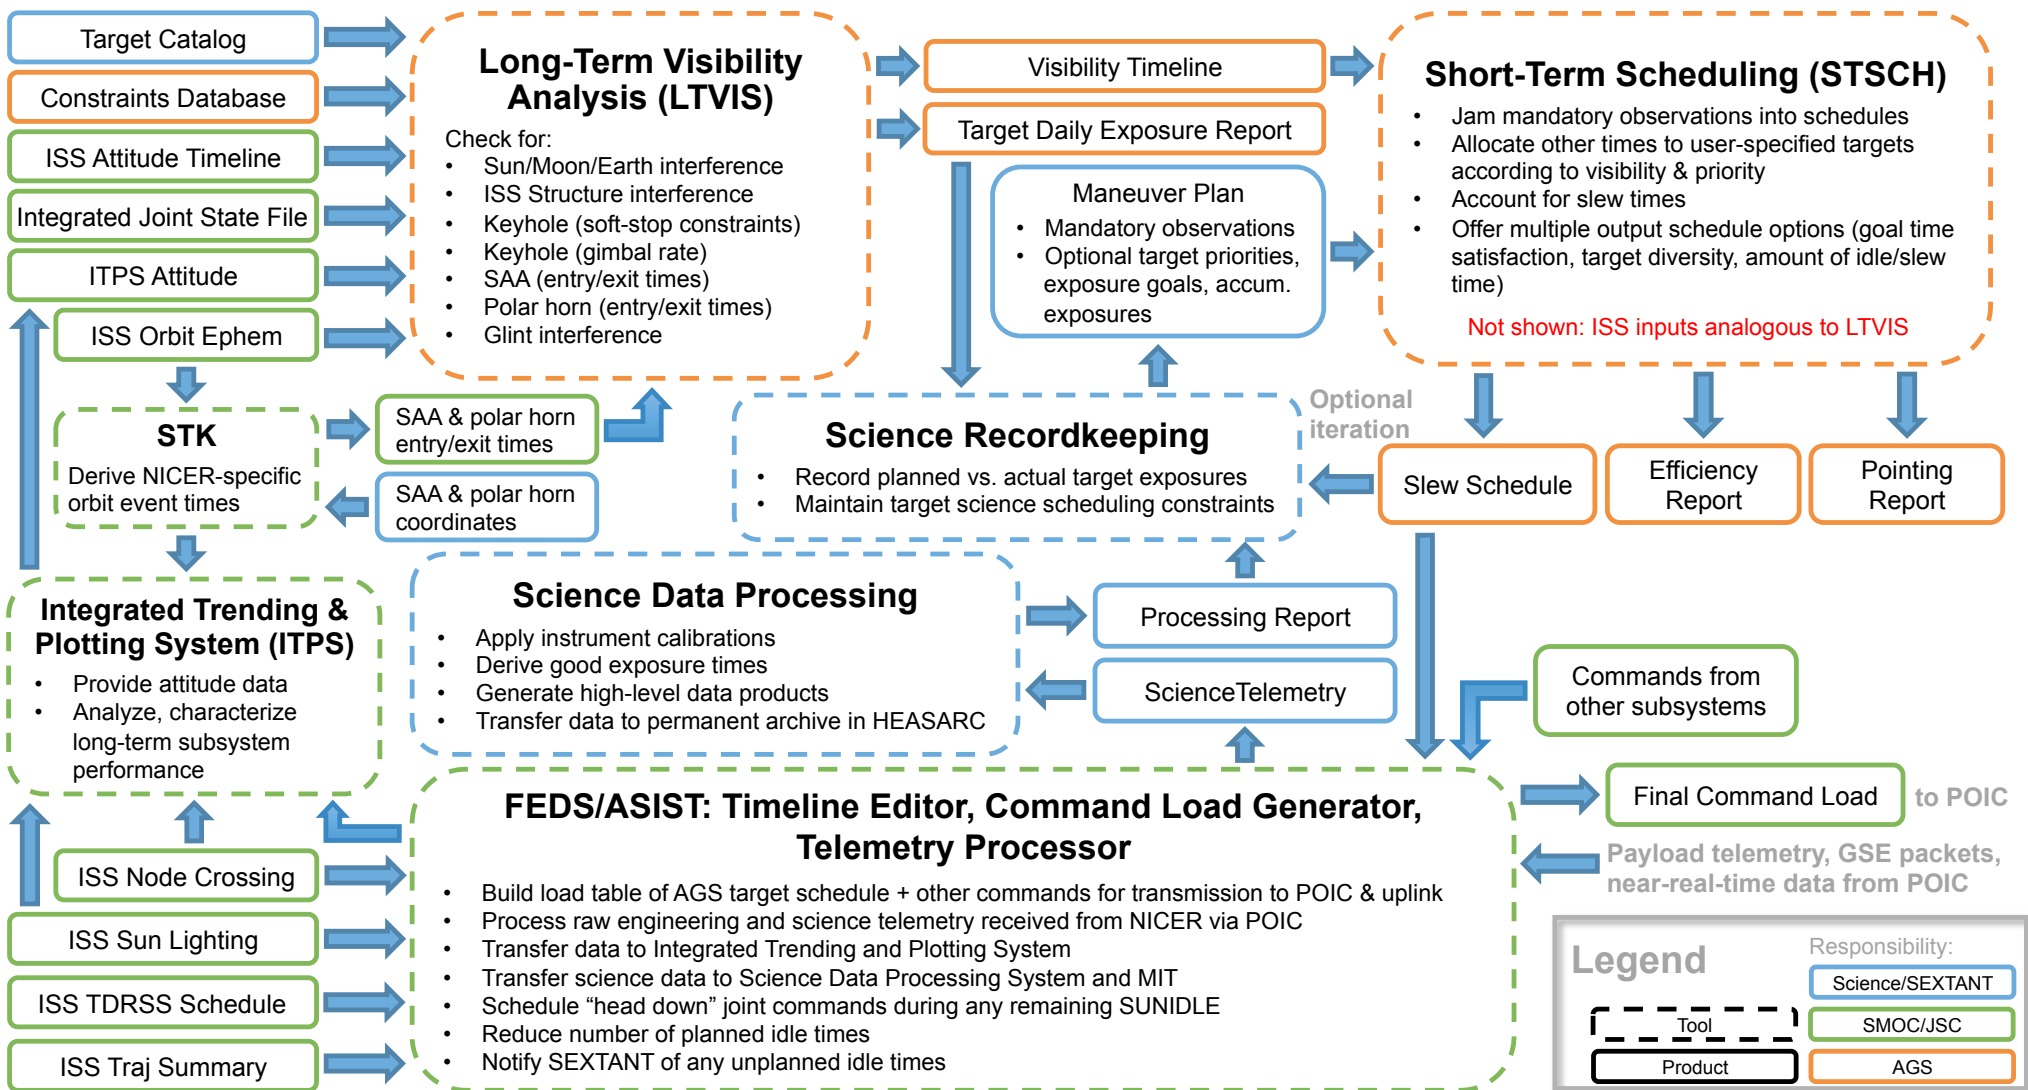 Target Catalog
Constraints Database
ISS Attitude Timeline
Integrated Joint State File
ITPS Attitude
ISS Orbit Ephem
Long-Term Visibility
Analysis (LTVIS)
Check for:
• Sun/Moon/Earth interference
• ISS Structure interference
• Keyhole (soft-stop constraints)
• Keyhole (gimbal rate)
• SAA (entry/exit times)
• Polar horn (entry/exit times)
• Glint interference
Visibility Timeline
Target Daily Exposure Report
Maneuver Plan
• Mandatory observations
• Optional target priorities,
exposure goals, accum.
exposures
Short-Term Scheduling (STSCH)
• Jam mandatory observations into schedules
• Allocate other times to user-specified targets
according to visibility & priority
• Account for slew times
• Offer multiple output schedule options (goal time
satisfaction, target diversity, amount of idle/slew
time)
Not shown: ISS inputs analogous to LTVIS
STK
Derive NICER-specific
orbit event times
SAA & polar horn
entry/exit times
SAA & polar horn
coordinates
Science Recordkeeping
• Record planned vs. actual target exposures
• Maintain target science scheduling constraints
Optional
iteration
Slew Schedule
Efficiency
Report
Pointing
Report
Integrated Trending &
Plotting System (ITPS)
• Provide attitude data
• Analyze, characterize
long-term subsystem
performance
Science Data Processing
• Apply instrument calibrations
• Derive good exposure times
• Generate high-level data products
• Transfer data to permanent archive in HEASARC
Processing Report
ScienceTelemetry
Commands from
other subsystems
ISS Node Crossing
ISS Sun Lighting
ISS TDRSS Schedule
ISS Traj Summary
FEDS/ASIST: Timeline Editor, Command Load Generator,
Telemetry Processor
• Build load table of AGS target schedule + other commands for transmission to POIC & uplink
• Process raw engineering and science telemetry received from NICER via POIC
• Transfer data to Integrated Trending and Plotting System
• Transfer science data to Science Data Processing System and MIT
• Schedule “head down” joint commands during any remaining SUNIDLE
• Reduce number of planned idle times
• Notify SEXTANT of any unplanned idle times
Final Command Load
to POIC
Payload telemetry, GSE packets,
near-real-time data from POIC
Legend
Responsibility:
Science/SEXTANT
Tool
SMOC/JSC
Product
AGS